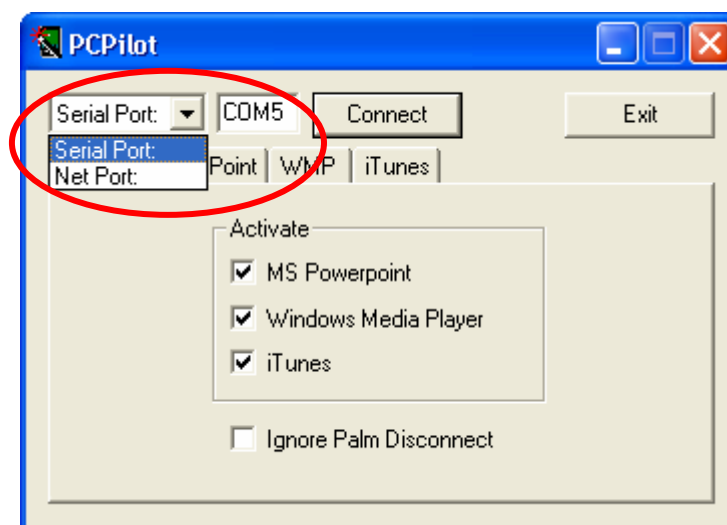 PCPilot
Serial Port: COM5 Connect Exit
Serial Port:
Net Port:
Point WMP iTunes
Activate
MS Powerpoint
Windows Media Player
iTunes
Ignore Palm Disconnect